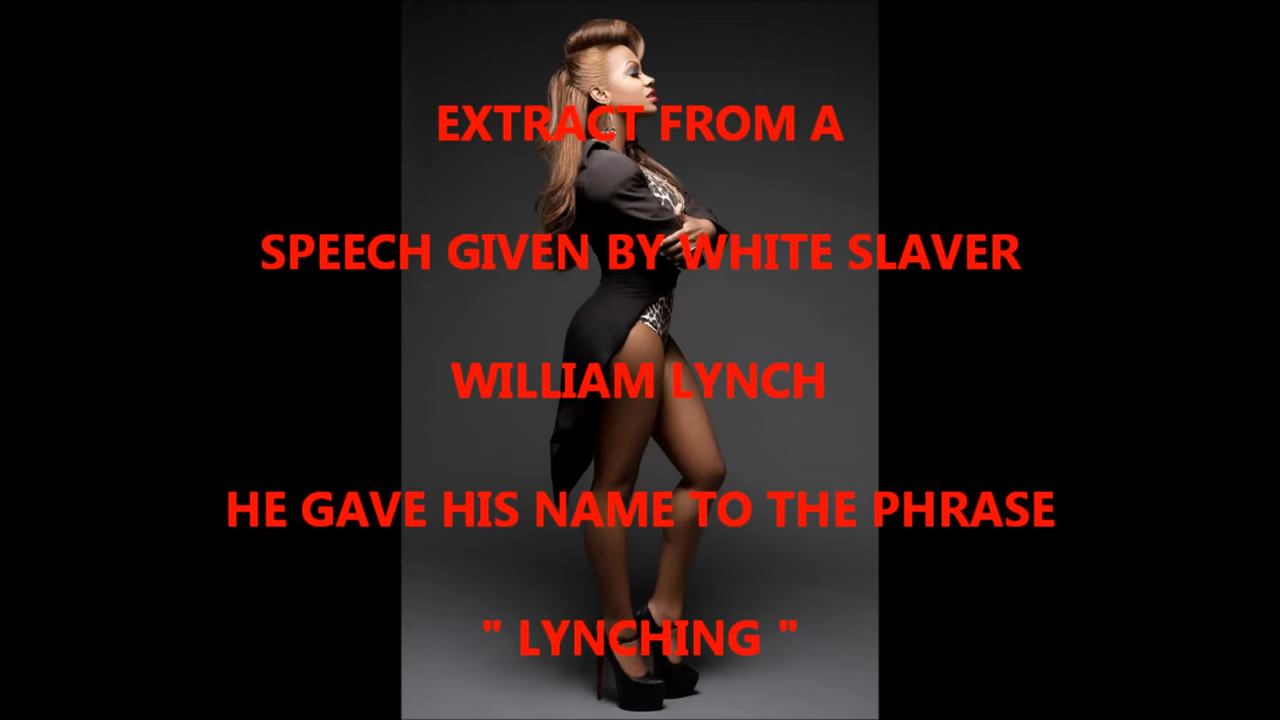 EXTRACT FROM A
SPEECH GIVEN BY WHITE SLAVER
WILLIAM LYNCH
HE GAVE HIS NAME TO THE PHRASE
" LYNCHING "